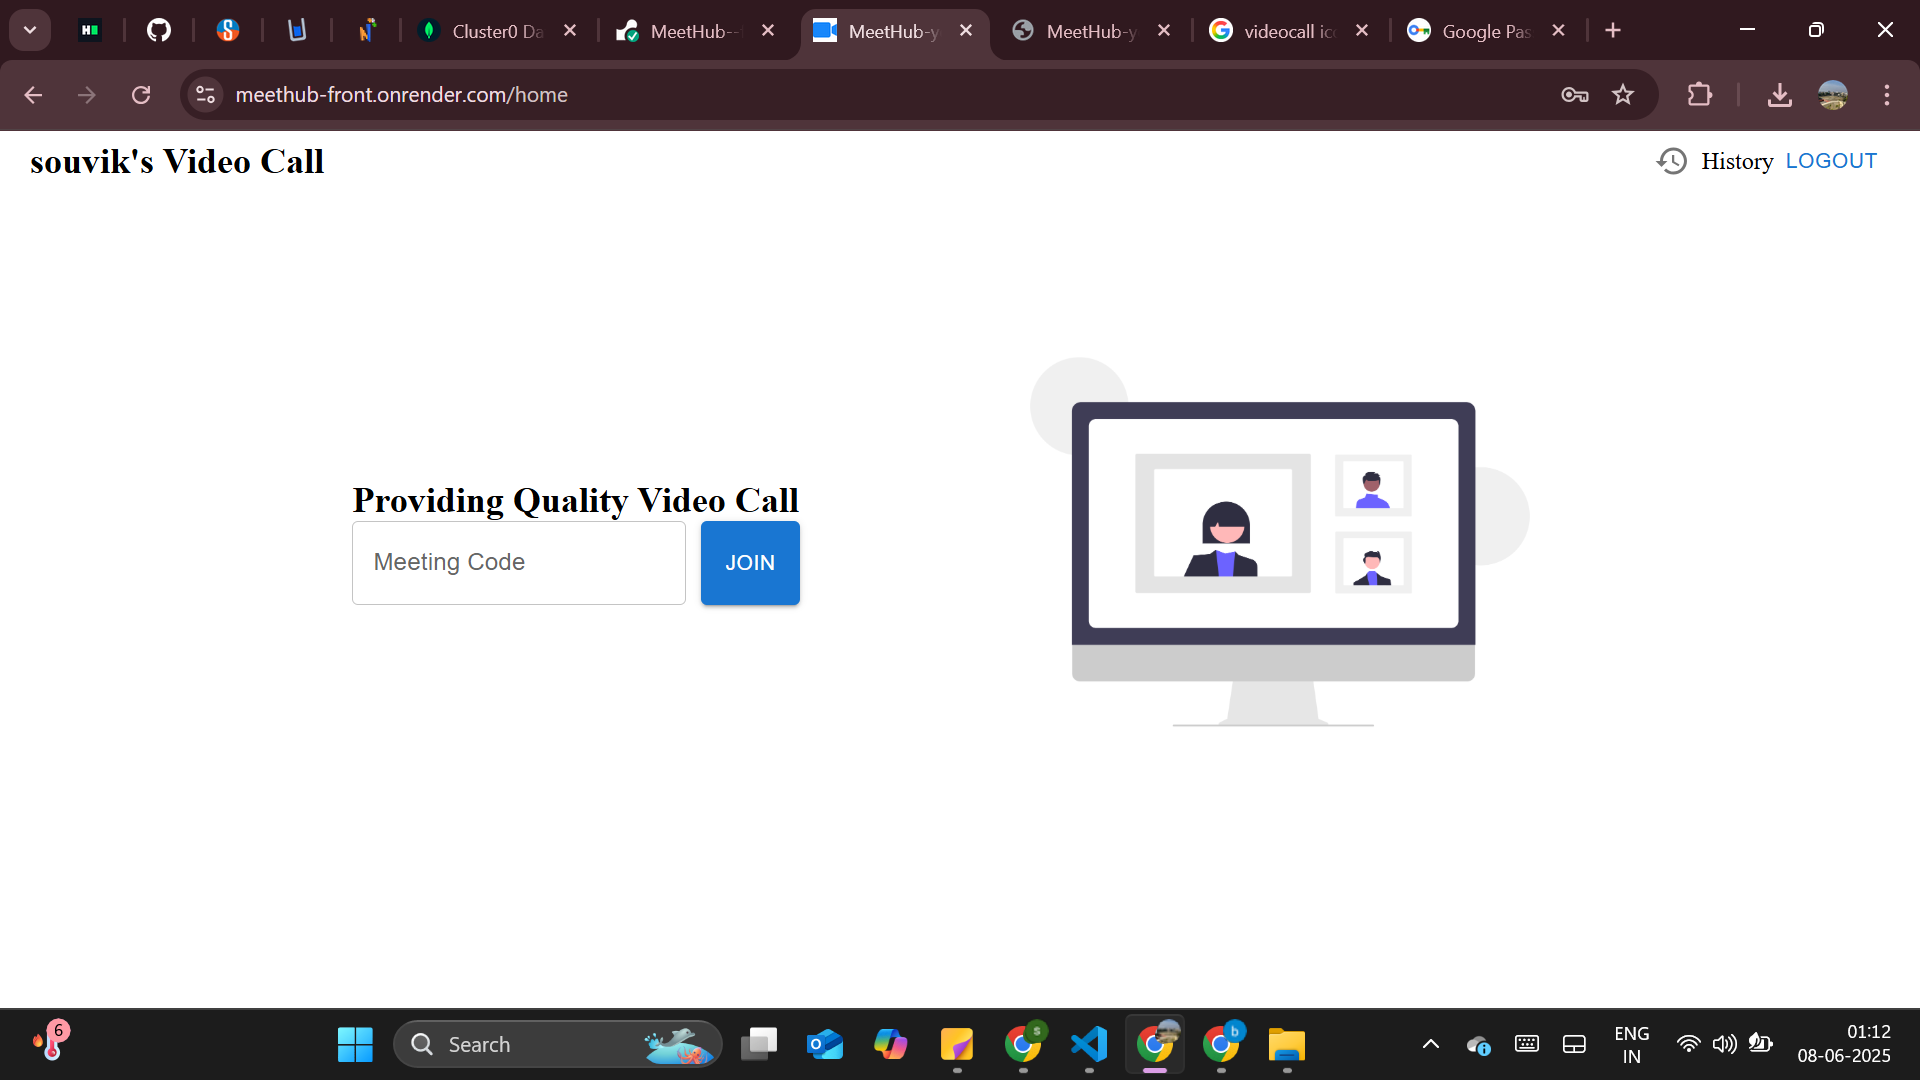 Cluster0 Da
MeetHub--
MeetHub-y
MeetHub-y
videocall ic
Google Pas
meethub-front.onrender.com/home
souvik's Video Call
History LOGOUT
Providing Quality Video Call
Meeting Code JOIN
6
Search
s
b
ENG
IN
01:12
08-06-2025